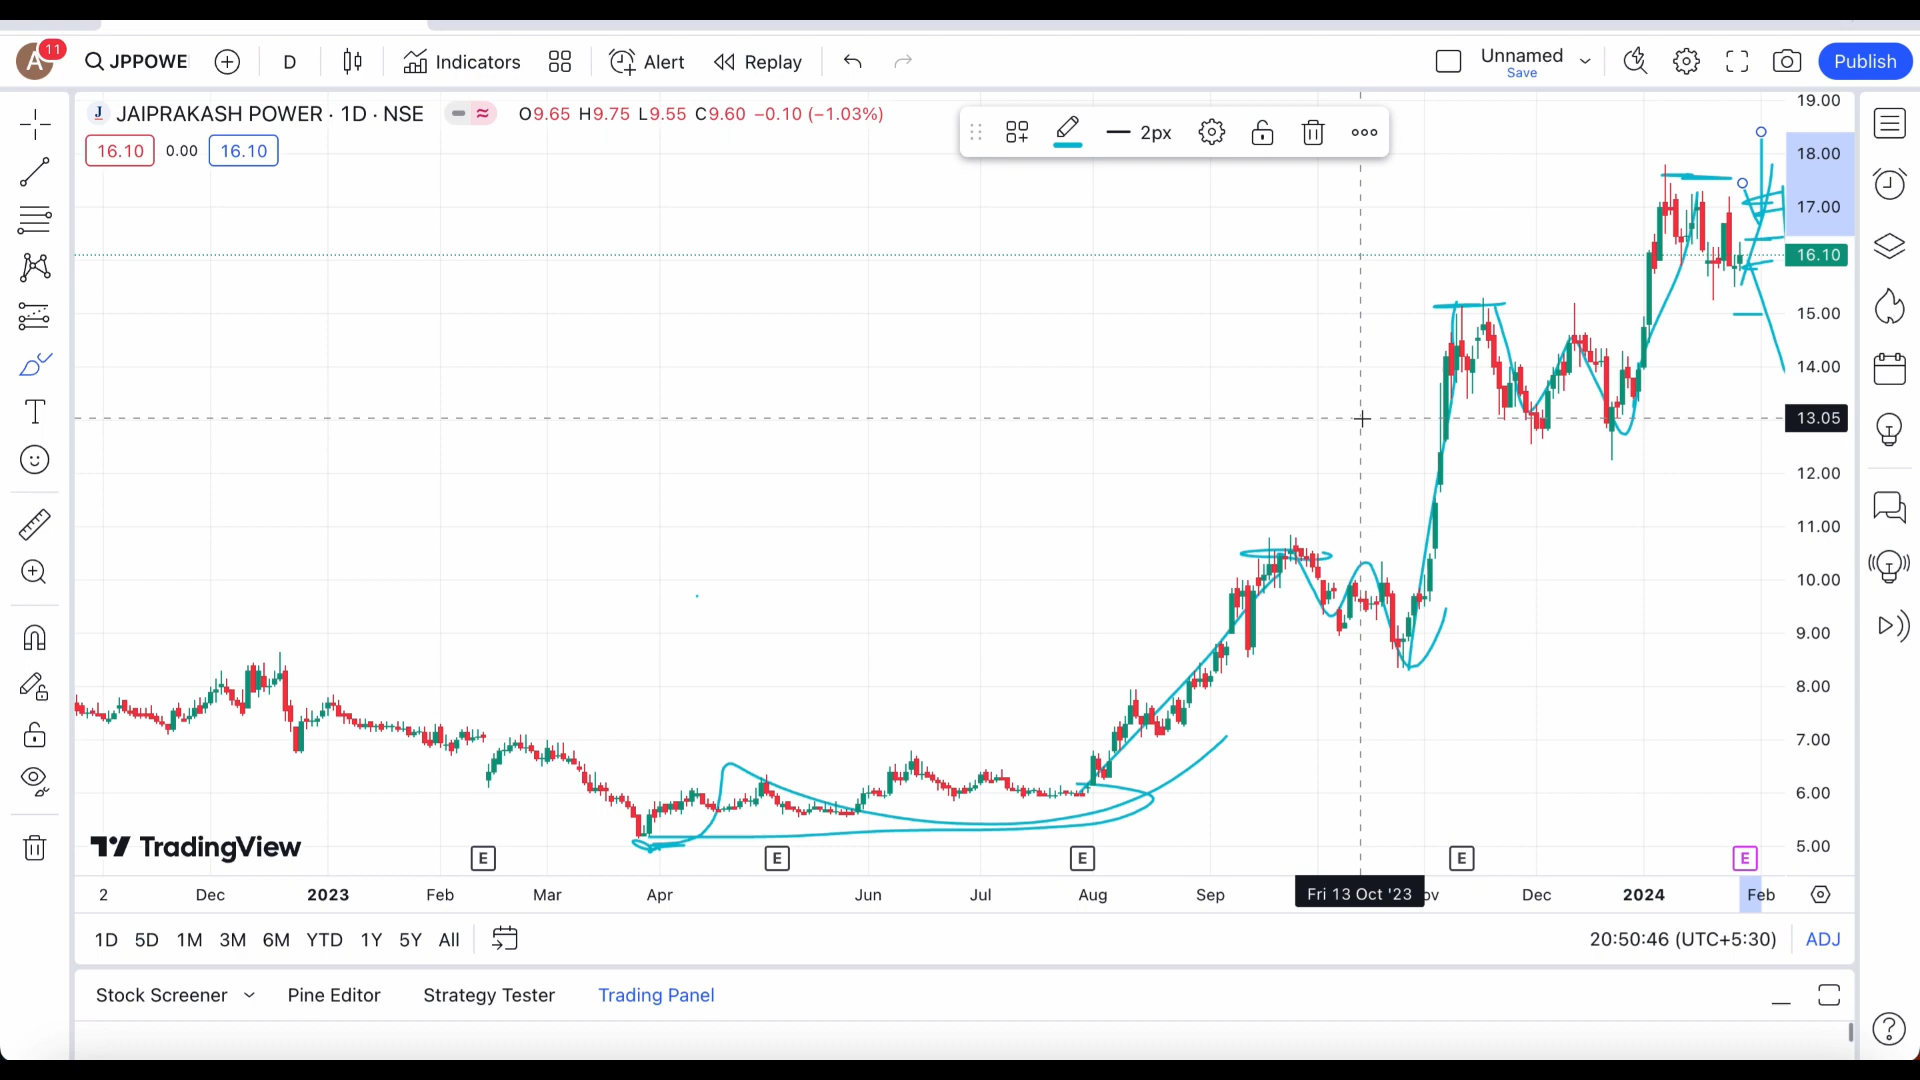 A 11 JPPOWE D Indicators Alert Replay Unnamed Save Publish
J JAIPRAKASH POWER · 1D · NSE O9.65 H9.75 L9.55 C9.60 −0.10 (−1.03%)
2px
16.10 0.00 16.10
19.00
18.00
17.00
16.10
15.00
14.00
13.05
12.00
11.00
10.00
9.00
8.00
7.00
6.00
5.00
TradingView
E E E E E
2 Dec 2023 Feb Mar Apr Jun Jul Aug Sep Fri 13 Oct '23 ov Dec 2024 Feb
1D 5D 1M 3M 6M YTD 1Y 5Y All 20:50:46 (UTC+5:30) ADJ
Stock Screener Pine Editor Strategy Tester Trading Panel